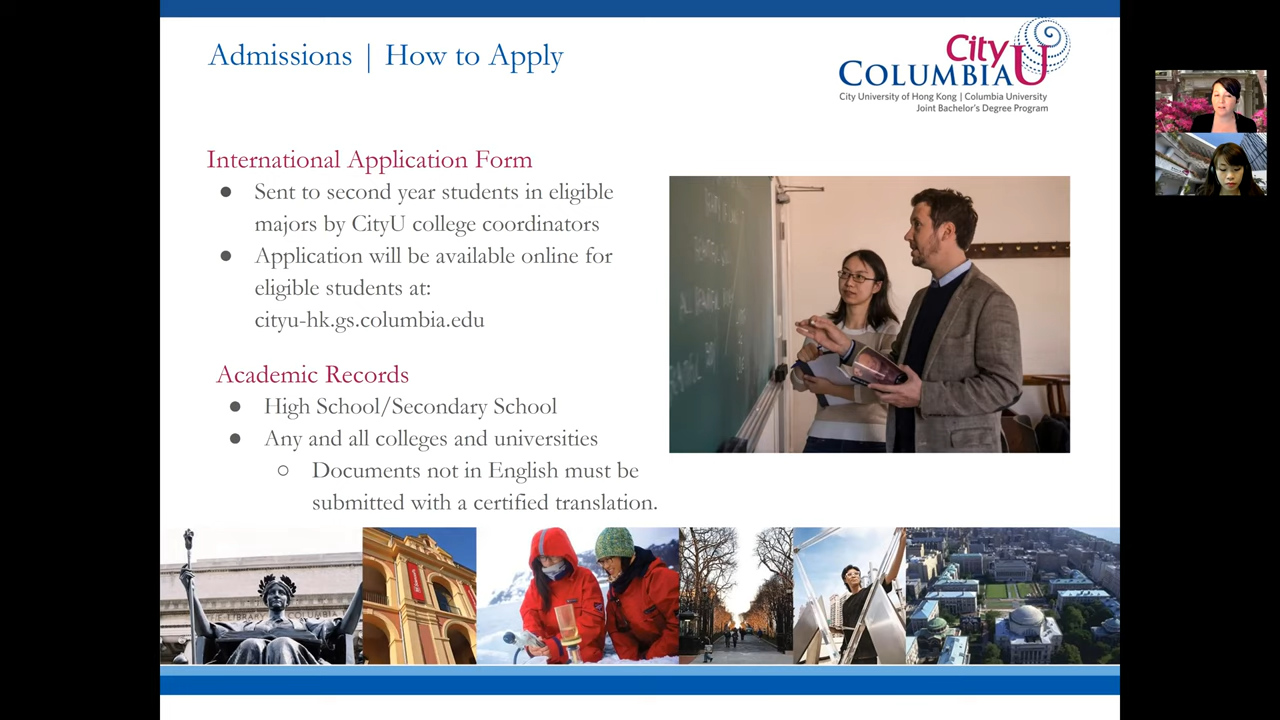 Admissions | How to Apply
City
COLUMBIAU
City University of Hong Kong | Columbia University
Joint Bachelor's Degree Program
International Application Form
● Sent to second year students in eligible
majors by CityU college coordinators
● Application will be available online for
eligible students at:
cityu-hk.gs.columbia.edu
Academic Records
● High School/Secondary School
● Any and all colleges and universities
○ Documents not in English must be
submitted with a certified translation.